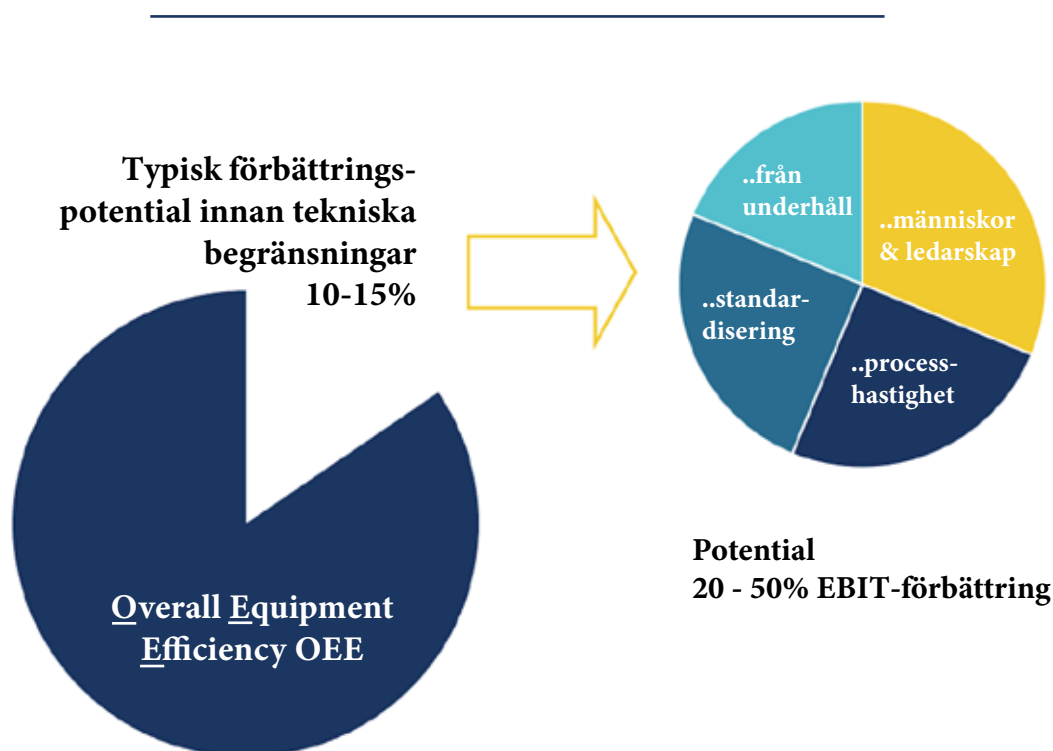 Typisk förbättrings-
potential innan tekniska
begränsningar
10-15%
Overall Equipment
Efficiency OEE
..från
underhåll
..människor
& ledarskap
..standar-
disering
..process-
hastighet
Potential
20 - 50% EBIT-förbättring